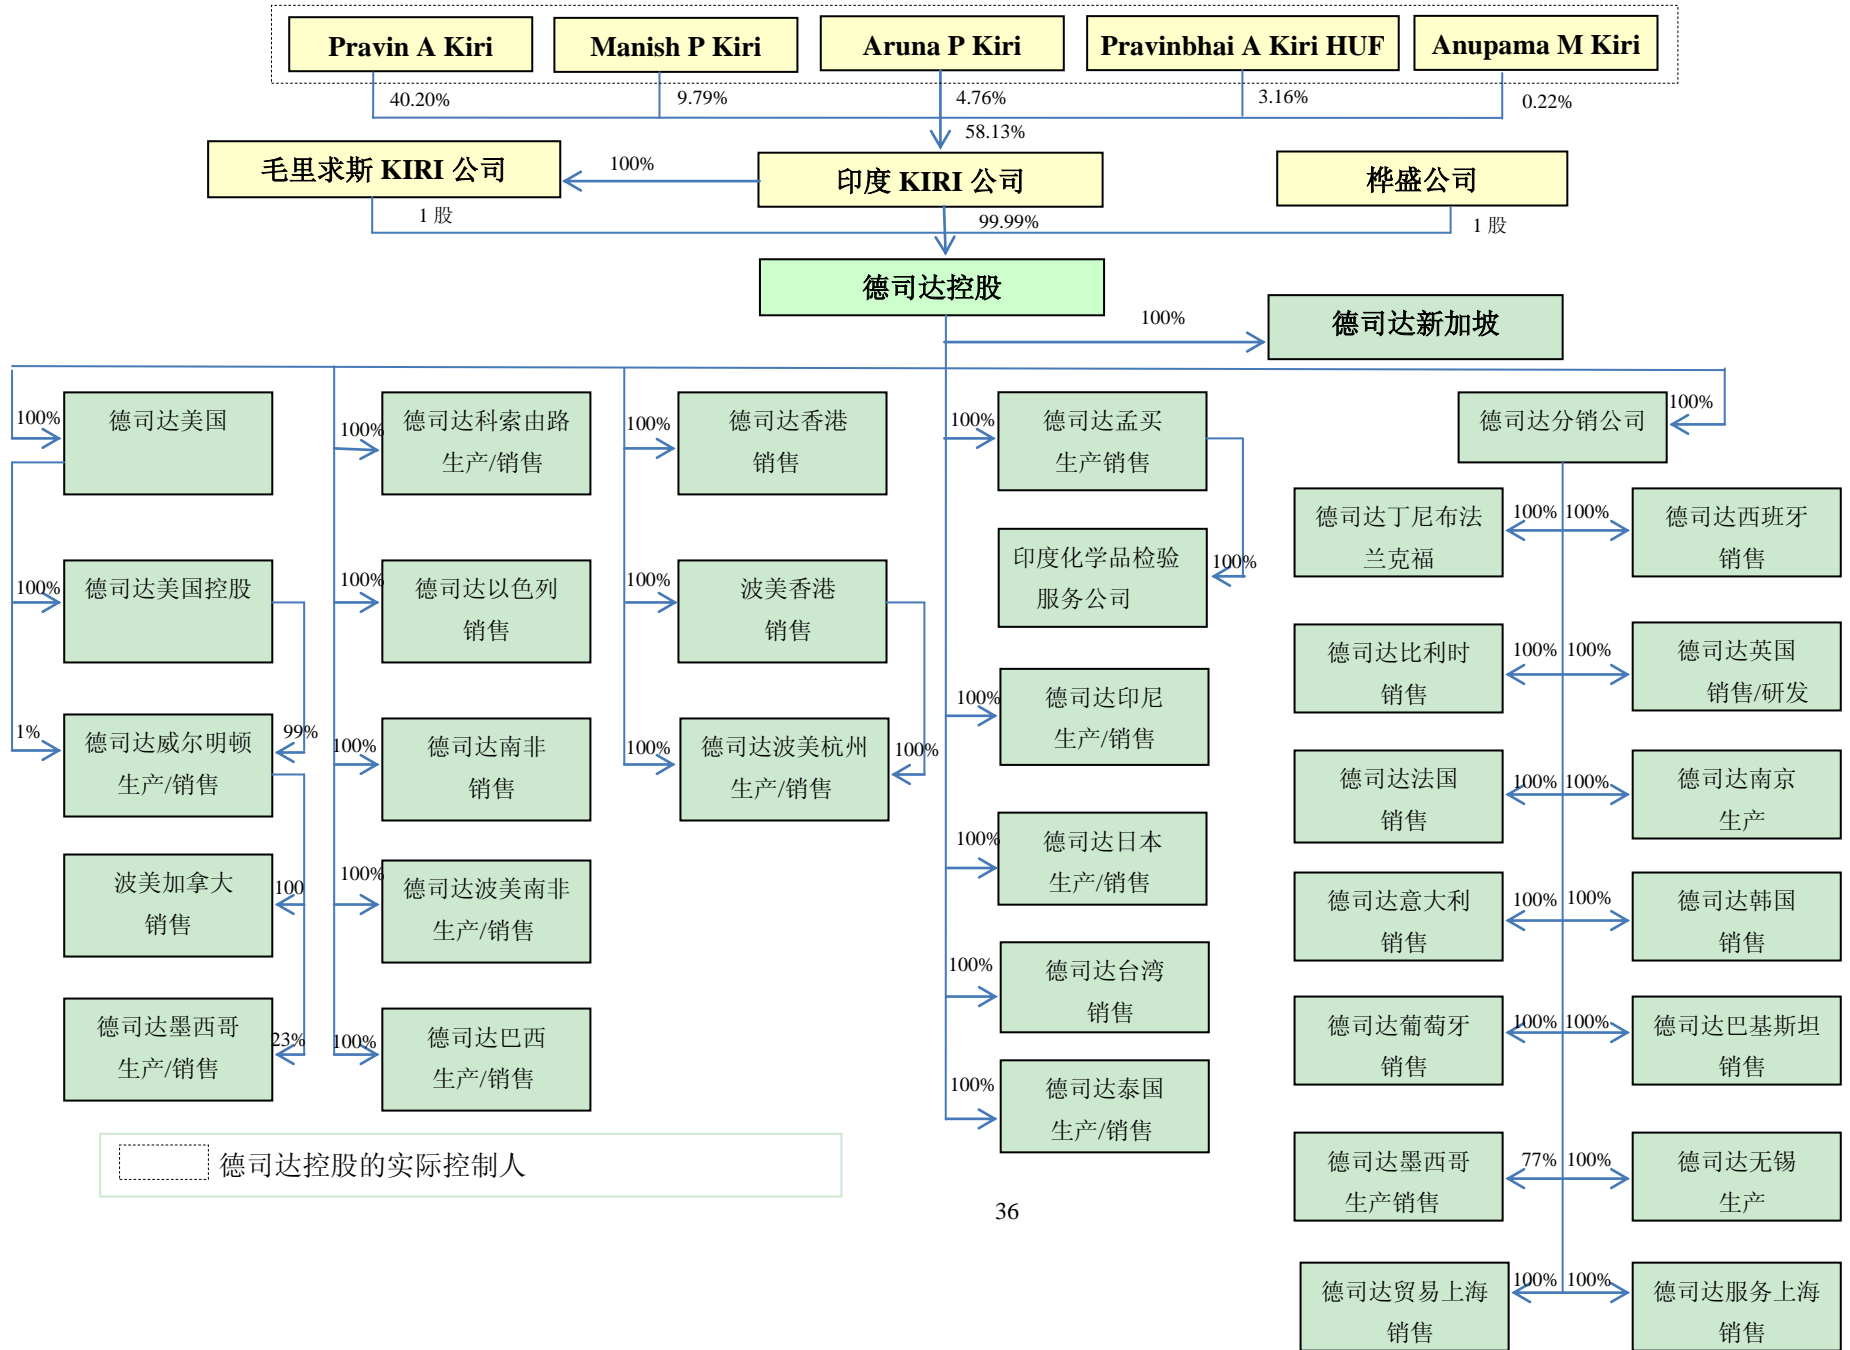 Pravin A Kiri
Manish P Kiri
Aruna P Kiri
Pravinbhai A Kiri HUF
Anupama M Kiri
40.20%
9.79%
4.76%
3.16%
0.22%
58.13%
毛里求斯 KIRI 公司
100%
印度 KIRI 公司
桦盛公司
1 股
99.99%
1 股
德司达控股
100%
德司达新加坡
100%
德司达美国
100%
德司达科索由路
生产/销售
100%
德司达香港
销售
100%
德司达孟买
生产销售
德司达分销公司
100%
德司达丁尼布法
兰克福
100%
100%
德司达西班牙
销售
100%
德司达美国控股
100%
德司达以色列
销售
100%
波美香港
销售
印度化学品检验
服务公司
100%
德司达比利时
销售
100%
100%
德司达英国
销售/研发
1%
德司达威尔明顿
生产/销售
99%
100%
德司达南非
销售
100%
德司达波美杭州
生产/销售
100%
100%
德司达印尼
生产/销售
德司达法国
销售
100%
100%
德司达南京
生产
波美加拿大
销售
100
100%
德司达波美南非
生产/销售
100%
德司达日本
生产/销售
德司达意大利
销售
100%
100%
德司达韩国
销售
100%
德司达台湾
销售
德司达墨西哥
生产/销售
23%
100%
德司达巴西
生产/销售
德司达葡萄牙
销售
100%
100%
德司达巴基斯坦
销售
100%
德司达泰国
生产/销售
德司达墨西哥
生产销售
77%
100%
德司达无锡
生产
德司达控股的实际控制人
36
德司达贸易上海
销售
100%
100%
德司达服务上海
销售